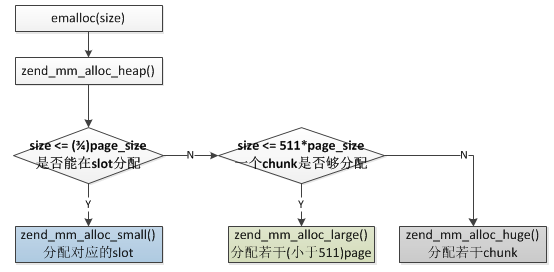 emalloc(size)
zend_mm_alloc_heap()
size <= (¾)page_size
是否能在slot分配
N
size <= 511*page_size
一个chunk是否够分配
N
Y
Y
zend_mm_alloc_small()
分配对应的slot
zend_mm_alloc_large()
分配若干(小于511)page
zend_mm_alloc_huge()
分配若干chunk